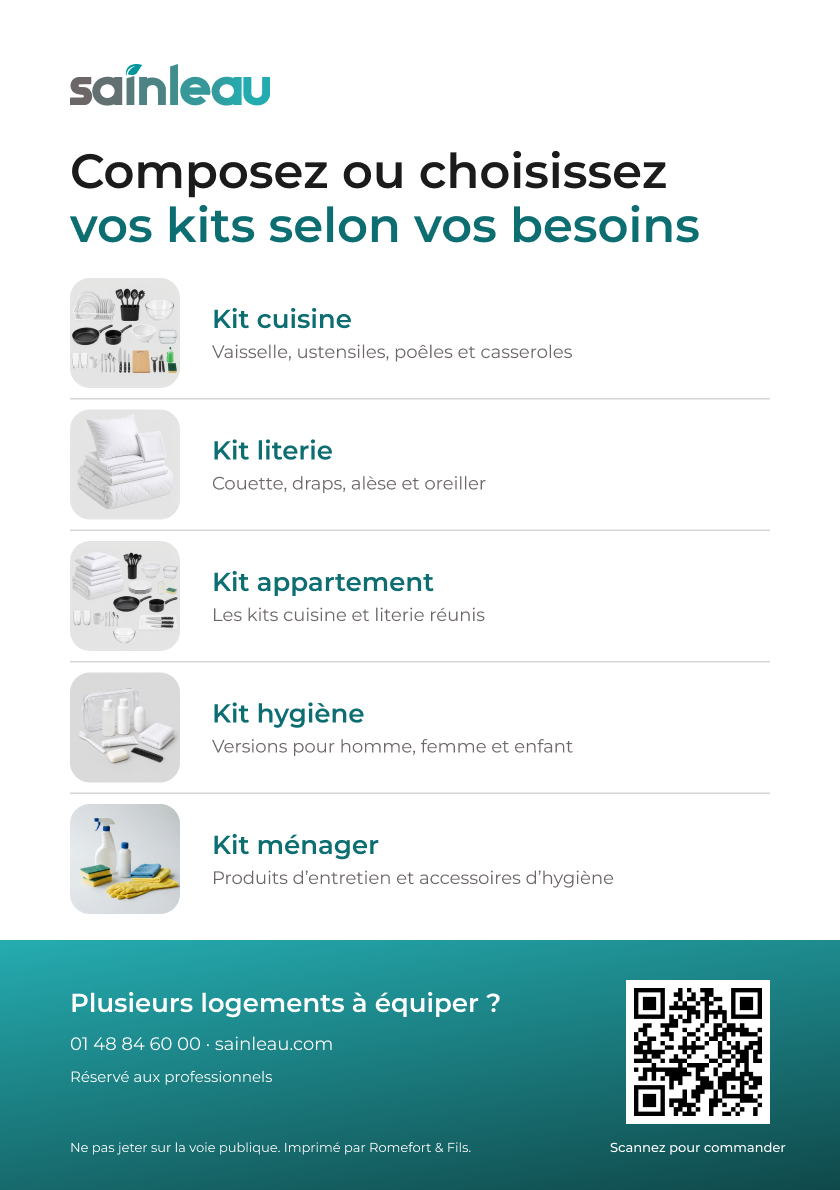 sainleau
Composez ou choisissez
vos kits selon vos besoins
Kit cuisine
Vaisselle, ustensiles, poêles et casseroles
Kit literie
Couette, draps, alèse et oreiller
Kit appartement
Les kits cuisine et literie réunis
Kit hygiène
Versions pour homme, femme et enfant
Kit ménager
Produits d’entretien et accessoires d’hygiène
Plusieurs logements à équiper ?
01 48 84 60 00 · sainleau.com
Réservé aux professionnels
Ne pas jeter sur la voie publique. Imprimé par Romefort & Fils.
Scannez pour commander